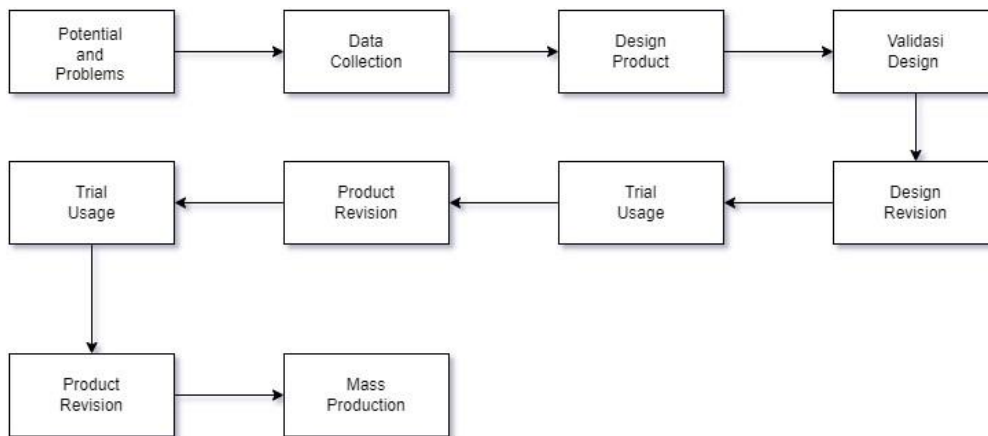 Potential
and
Problems
Data
Collection
Design
Product
Validasi
Design
Design
Revision
Trial
Usage
Product
Revision
Trial
Usage
Product
Revision
Mass
Production